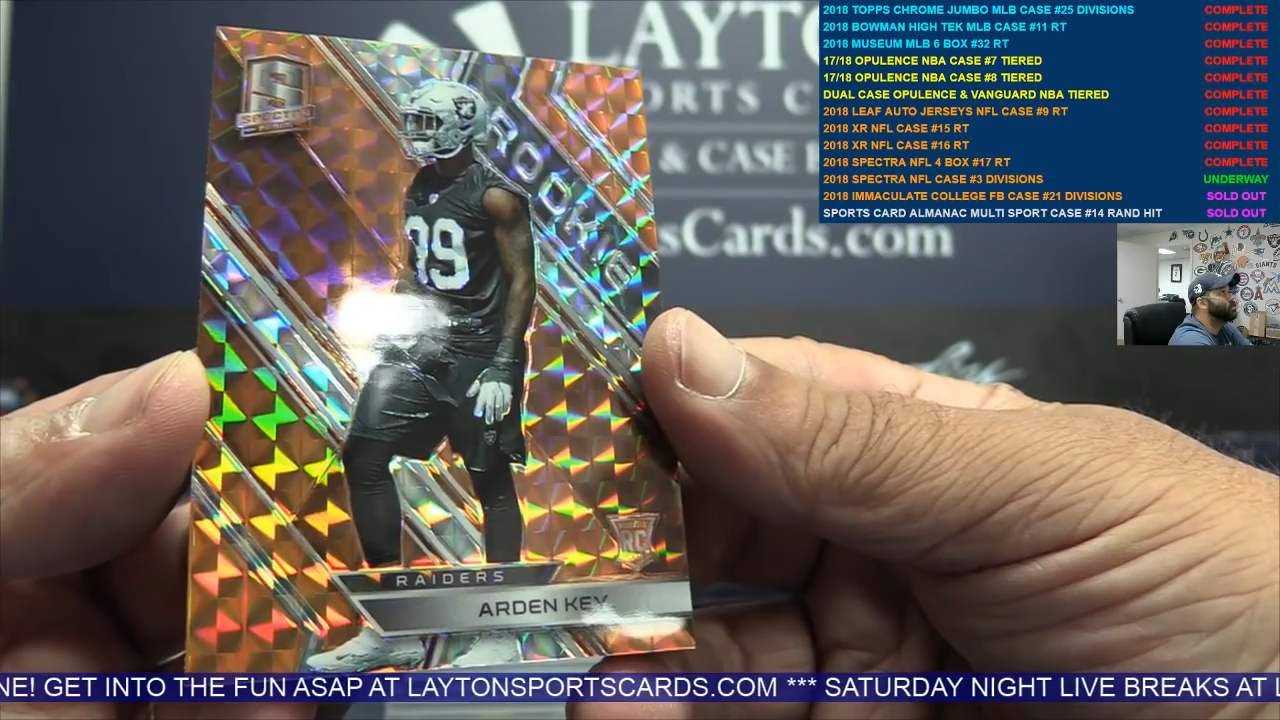 2018 TOPPS CHROME JUMBO MLB CASE #25 DIVISIONS COMPLETE
2018 BOWMAN HIGH TEK MLB CASE #11 RT COMPLETE
2018 MUSEUM MLB 6 BOX #32 RT COMPLETE
17/18 OPULENCE NBA CASE #7 TIERED COMPLETE
17/18 OPULENCE NBA CASE #8 TIERED COMPLETE
DUAL CASE OPULENCE & VANGUARD NBA TIERED COMPLETE
2018 LEAF AUTO JERSEYS NFL CASE #9 RT COMPLETE
2018 XR NFL CASE #15 RT COMPLETE
2018 XR NFL CASE #16 RT COMPLETE
2018 SPECTRA NFL 4 BOX #17 RT COMPLETE
2018 SPECTRA NFL CASE #3 DIVISIONS UNDERWAY
2018 IMMACULATE COLLEGE FB CASE #21 DIVISIONS SOLD OUT
SPORTS CARD ALMANAC MULTI SPORT CASE #14 RAND HIT SOLD OUT
LAYTO
ORTS C
& CASE
sCards.com
S
SPECTRA
ROOKIE
99
RC
RAIDERS
ARDEN KEY
NE! GET INTO THE FUN ASAP AT LAYTONSPORTSCARDS.COM *** SATURDAY NIGHT LIVE BREAKS AT L